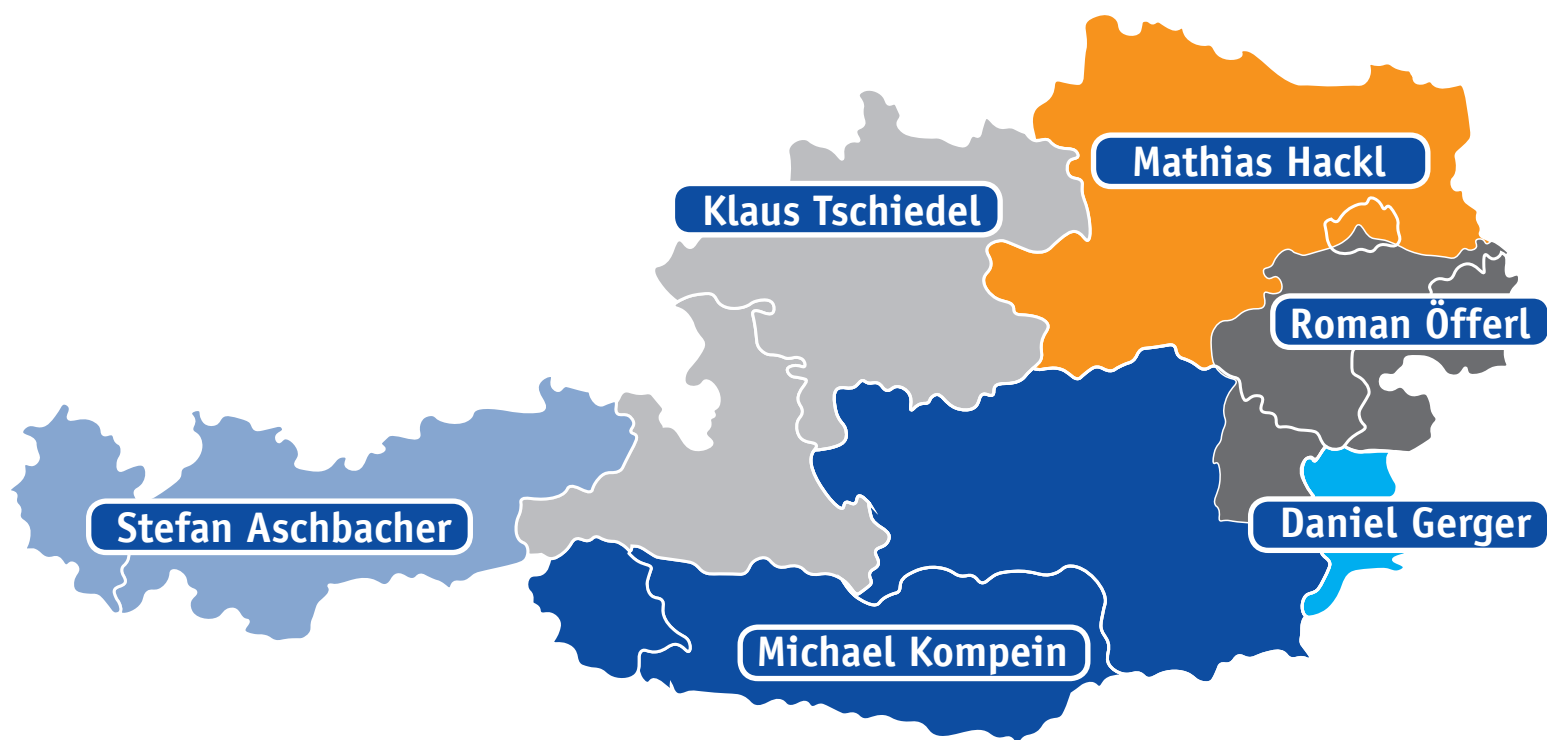 Mathias Hackl
Klaus Tschiedel
Roman Öfferl
Stefan Aschbacher
Daniel Gerger
Michael Kompein